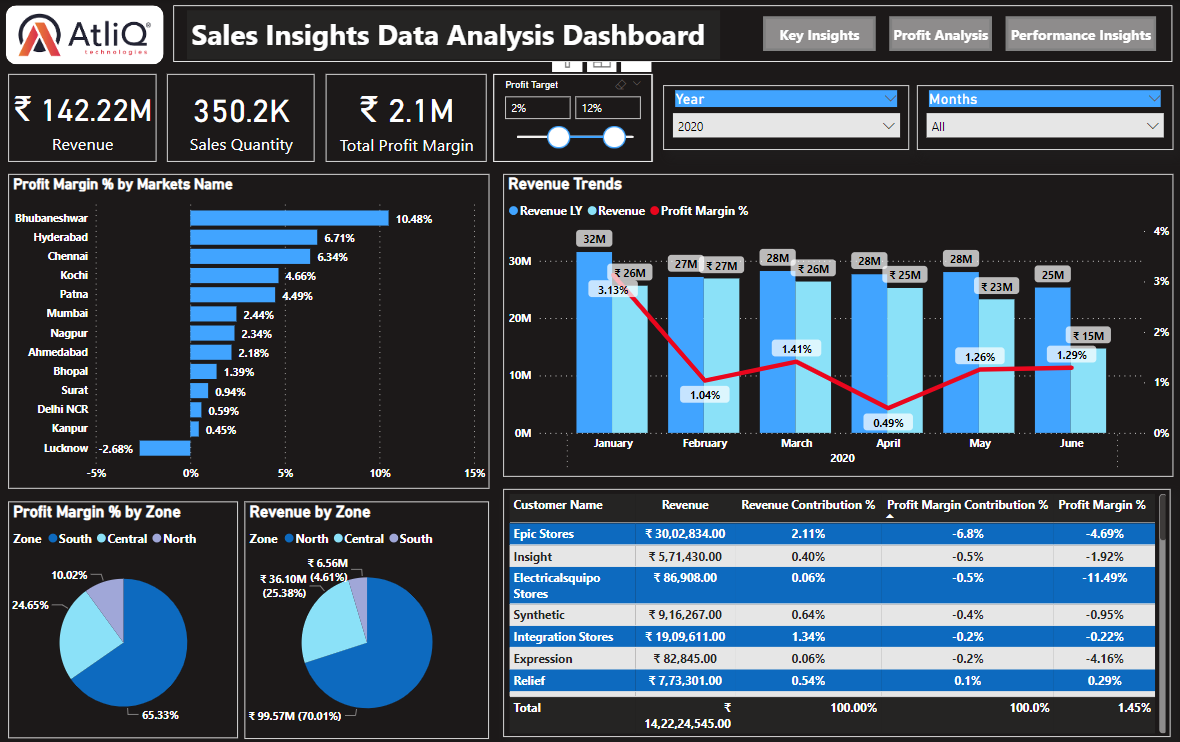 AtliQ
technologies
Sales Insights Data Analysis Dashboard
Key Insights
Profit Analysis
Performance Insights
₹ 142.22M
Revenue
350.2K
Sales Quantity
₹ 2.1M
Total Profit Margin
Profit Target
2%
12%
Year
2020
Months
All
Profit Margin % by Markets Name
Bhubaneshwar 10.48%
Hyderabad 6.71%
Chennai 6.34%
Kochi 4.66%
Patna 4.49%
Mumbai 2.44%
Nagpur 2.34%
Ahmedabad 2.18%
Bhopal 1.39%
Surat 0.94%
Delhi NCR 0.59%
Kanpur 0.45%
Lucknow -2.68%
-5% 0% 5% 10% 15%
Revenue Trends
Revenue LY Revenue Profit Margin %
32M ₹ 26M 27M ₹ 27M 28M ₹ 26M 28M ₹ 25M 28M ₹ 23M 25M ₹ 15M
3.13% 1.04% 1.41% 0.49% 1.26% 1.29%
30M
20M
10M
0M
4%
3%
2%
1%
0%
January February March April May June
2020
Profit Margin % by Zone
Zone South Central North
10.02%
24.65%
65.33%
Revenue by Zone
Zone North Central South
₹ 6.56M
(4.61%)
₹ 36.10M
(25.38%)
₹ 99.57M (70.01%)
Customer Name Revenue Revenue Contribution % Profit Margin Contribution % Profit Margin %
Epic Stores ₹ 30,02,834.00 2.11% -6.8% -4.69%
Insight ₹ 5,71,430.00 0.40% -0.5% -1.92%
Electricalsquipo ₹ 86,908.00 0.06% -0.5% -11.49%
Stores
Synthetic ₹ 9,16,267.00 0.64% -0.4% -0.95%
Integration Stores ₹ 19,09,611.00 1.34% -0.2% -0.22%
Expression ₹ 82,845.00 0.06% -0.2% -4.16%
Relief ₹ 7,73,301.00 0.54% 0.1% 0.29%
Total ₹ 100.00% 100.0% 1.45%
14,22,24,545.00